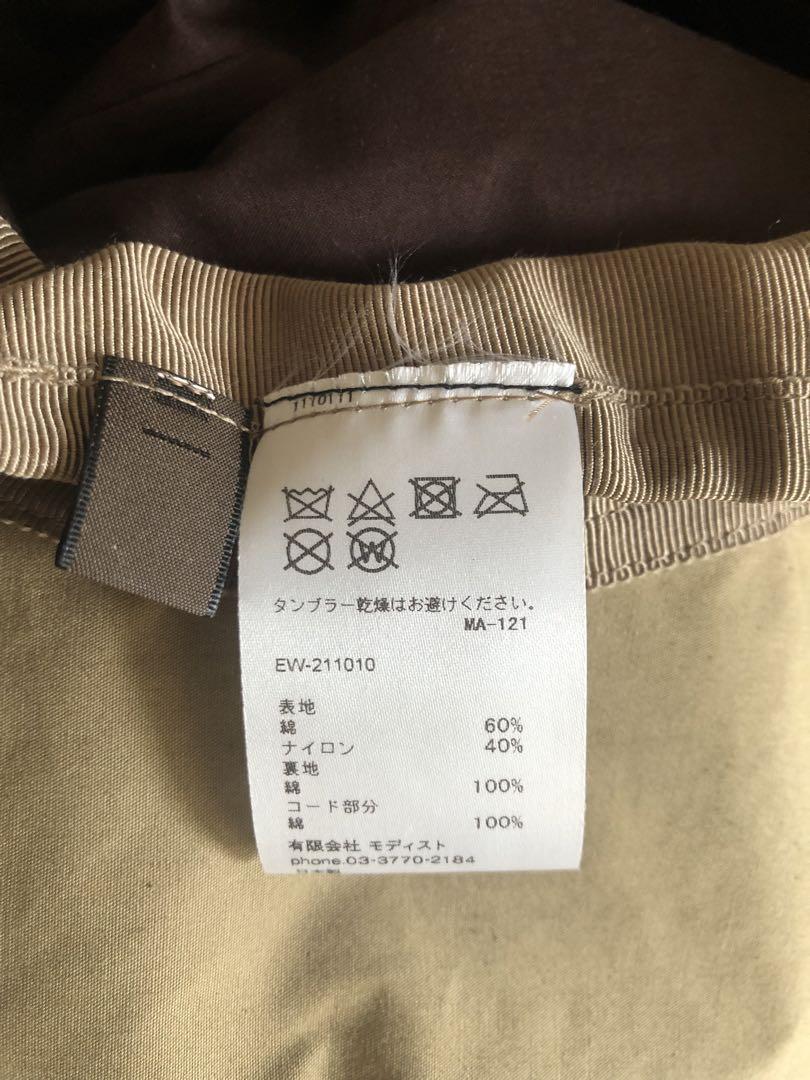 1170111
W
タンブラー乾燥はお避けください。
MA-121
EW-211010
表地
綿 60%
ナイロン 40%
裏地
綿 100%
コード部分
綿 100%
有限会社 モディスト
phone.03-3770-2184